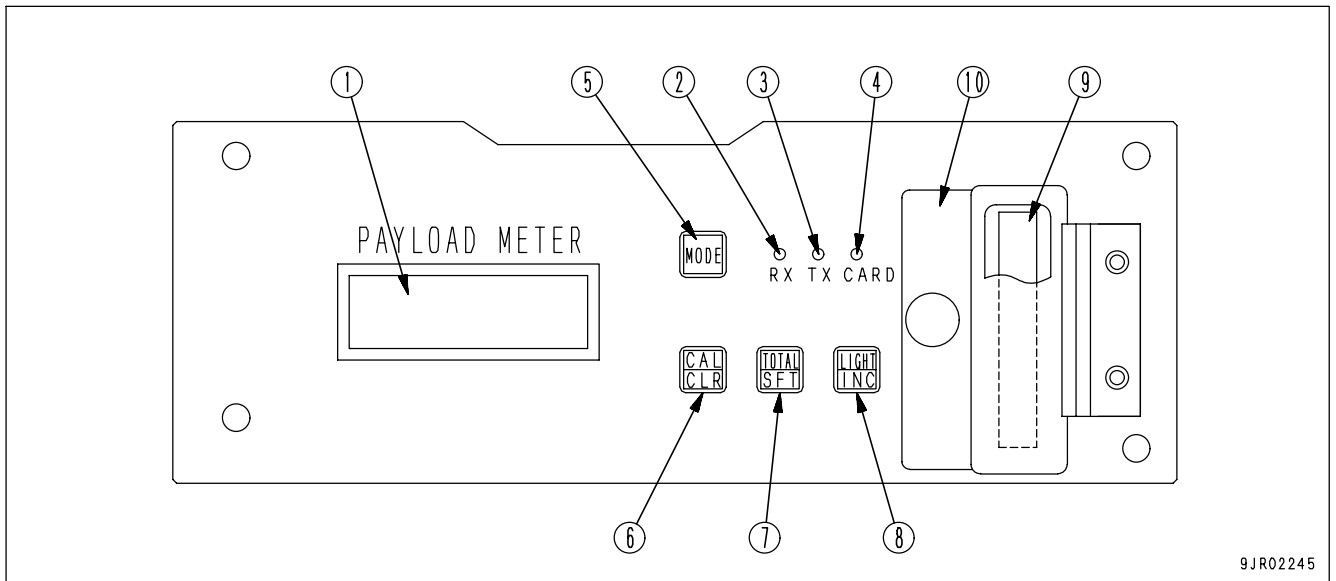 ① ⑤ ② ③ ④ ⑩ ⑨
PAYLOAD METER
MODE
RX TX CARD
CAL
CLR
TOTAL
SFT
LIGHT
INC
⑥ ⑦ ⑧
9JR02245